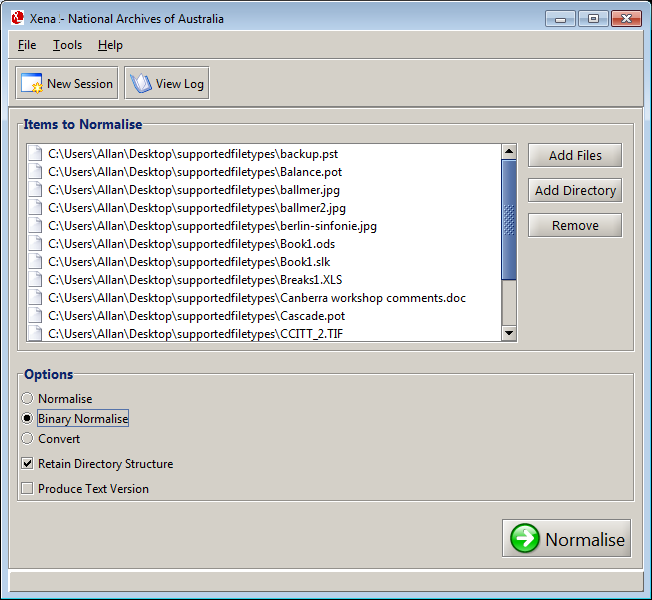 Xena - National Archives of Australia
File Tools Help
New Session View Log
Items to Normalise
C:\Users\Allan\Desktop\supportedfiletypes\backup.pst
C:\Users\Allan\Desktop\supportedfiletypes\Balance.pot
C:\Users\Allan\Desktop\supportedfiletypes\ballmer.jpg
C:\Users\Allan\Desktop\supportedfiletypes\ballmer2.jpg
C:\Users\Allan\Desktop\supportedfiletypes\berlin-sinfonie.jpg
C:\Users\Allan\Desktop\supportedfiletypes\Book1.ods
C:\Users\Allan\Desktop\supportedfiletypes\Book1.slk
C:\Users\Allan\Desktop\supportedfiletypes\Breaks1.XLS
C:\Users\Allan\Desktop\supportedfiletypes\Canberra workshop comments.doc
C:\Users\Allan\Desktop\supportedfiletypes\Cascade.pot
C:\Users\Allan\Desktop\supportedfiletypes\CCITT_2.TIF
Add Files
Add Directory
Remove
Options
Normalise
Binary Normalise
Convert
Retain Directory Structure
Produce Text Version
Normalise